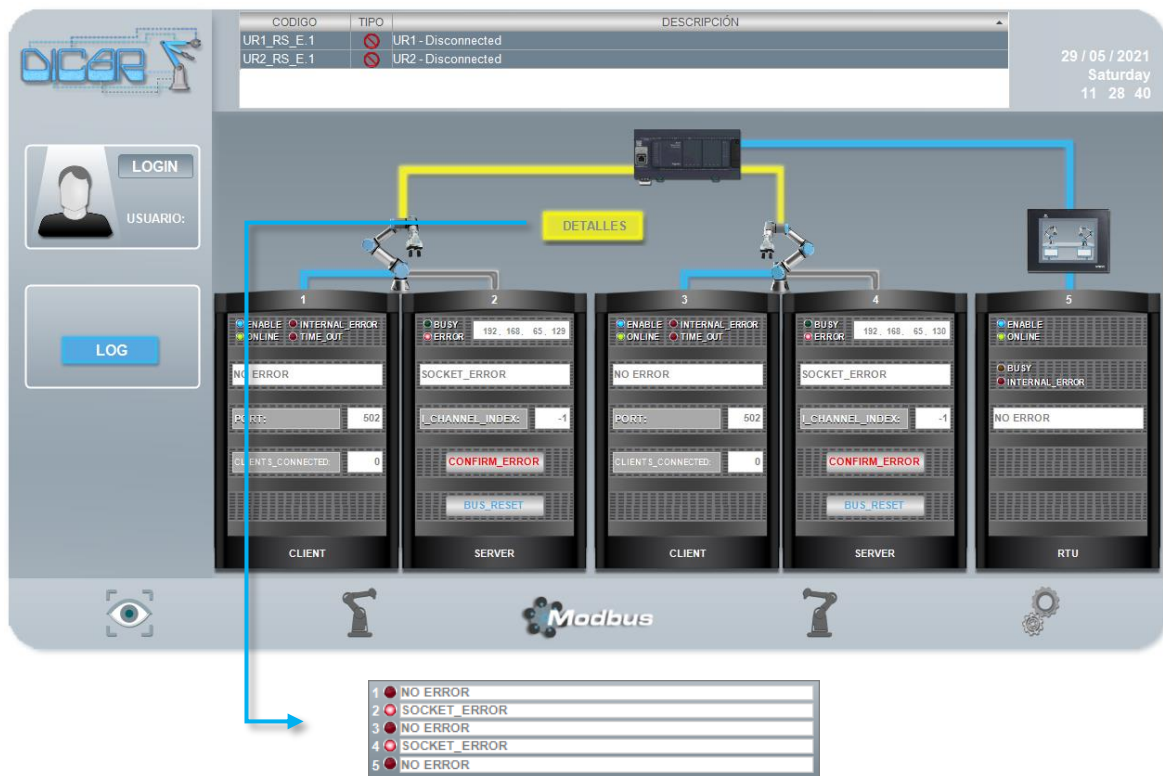 CODIGO TIPO DESCRIPCIÓN
UR1_RS_E.1 UR1 - Disconnected
UR2_RS_E.1 UR2 - Disconnected
DICAR
29 / 05 / 2021
Saturday
11 28 40
LOGIN
USUARIO:
LOG
DETALLES
1
ENABLE INTERNAL_ERROR
ONLINE TIME_OUT
NO ERROR
PORT: 502
CLIENTS_CONNECTED: 0
CLIENT
2
BUSY 192. 168. 65. 129
ERROR
SOCKET_ERROR
I_CHANNEL_INDEX: -1
CONFIRM_ERROR
BUS_RESET
SERVER
3
ENABLE INTERNAL_ERROR
ONLINE TIME_OUT
NO ERROR
PORT: 502
CLIENTS_CONNECTED: 0
CLIENT
4
BUSY 192. 168. 65. 130
ERROR
SOCKET_ERROR
I_CHANNEL_INDEX: -1
CONFIRM_ERROR
BUS_RESET
SERVER
5
ENABLE
ONLINE
BUSY
INTERNAL_ERROR
NO ERROR
RTU
Modbus
1 NO ERROR
2 SOCKET_ERROR
3 NO ERROR
4 SOCKET_ERROR
5 NO ERROR